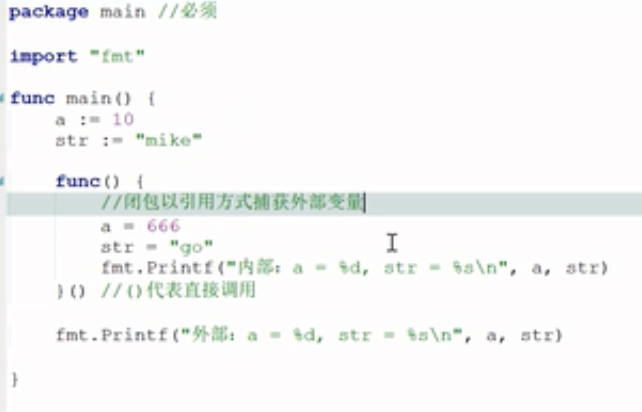 package main //必须
import "fmt"
func main() {
a := 10
str := "mike"
func() {
//闭包以引用方式捕获外部变量
a = 666
str = "go"
fmt.Printf("内部: a = %d, str = %s\n", a, str)
}() //()代表直接调用
fmt.Printf("外部: a = %d, str = %s\n", a, str)
}